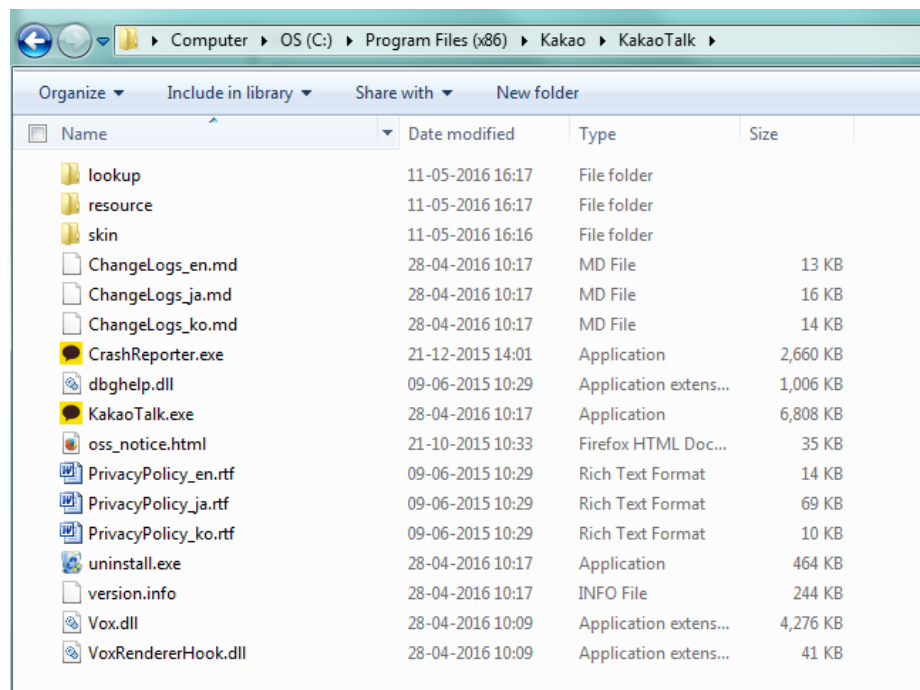 Computer OS (C:) Program Files (x86) Kakao KakaoTalk
Organize Include in library Share with New folder
Name Date modified Type Size
lookup 11-05-2016 16:17 File folder
resource 11-05-2016 16:17 File folder
skin 11-05-2016 16:16 File folder
ChangeLogs_en.md 28-04-2016 10:17 MD File 13 KB
ChangeLogs_ja.md 28-04-2016 10:17 MD File 16 KB
ChangeLogs_ko.md 28-04-2016 10:17 MD File 14 KB
CrashReporter.exe 21-12-2015 14:01 Application 2,660 KB
dbghelp.dll 09-06-2015 10:29 Application extens... 1,006 KB
KakaoTalk.exe 28-04-2016 10:17 Application 6,808 KB
oss_notice.html 21-10-2015 10:33 Firefox HTML Doc... 35 KB
PrivacyPolicy_en.rtf 09-06-2015 10:29 Rich Text Format 14 KB
PrivacyPolicy_ja.rtf 09-06-2015 10:29 Rich Text Format 69 KB
PrivacyPolicy_ko.rtf 09-06-2015 10:29 Rich Text Format 10 KB
uninstall.exe 28-04-2016 10:17 Application 464 KB
version.info 28-04-2016 10:17 INFO File 244 KB
Vox.dll 28-04-2016 10:09 Application extens... 4,276 KB
VoxRendererHook.dll 28-04-2016 10:09 Application extens... 41 KB